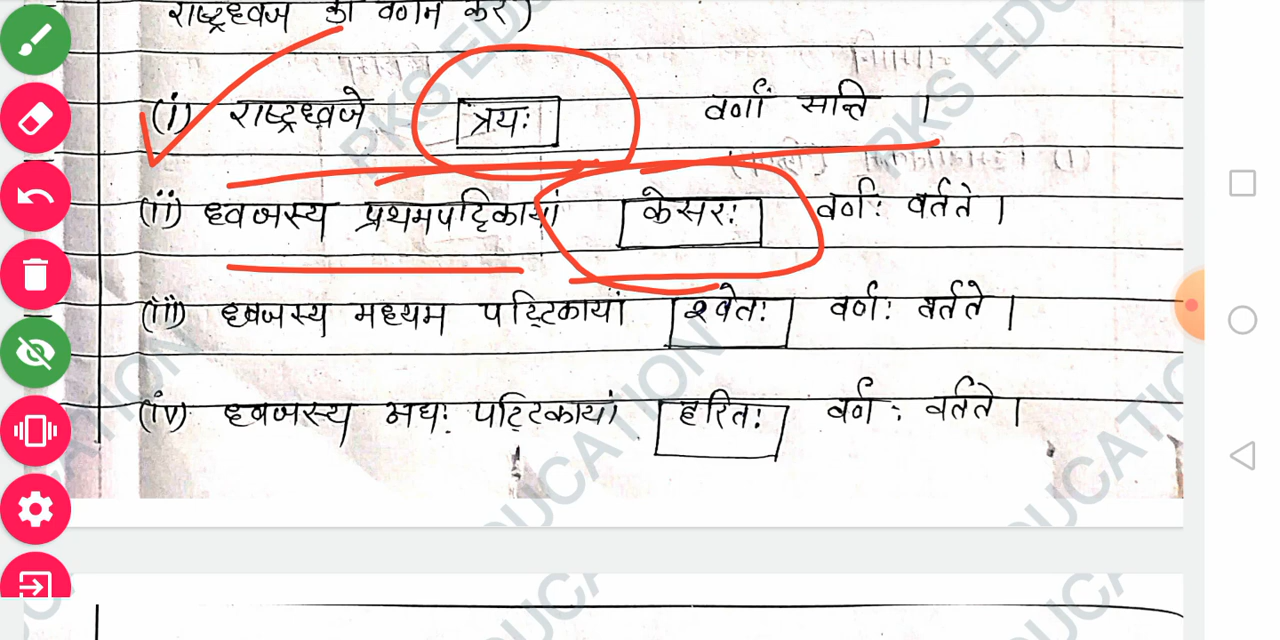 राष्ट्रध्वज का वर्णन करें)
(i) राष्ट्रध्वजे त्रयः वर्णाः सन्ति ।
(ii) ध्वजस्य प्रथमपट्टिकायां केसरः वर्णः वर्तते ।
(iii) ध्वजस्य मध्यम पट्टिकायां श्वेतः वर्णः वर्तते ।
(iv) ध्वजस्य अधः पट्टिकायां हरितः वर्णः वर्तते ।
PKS EDUCATION